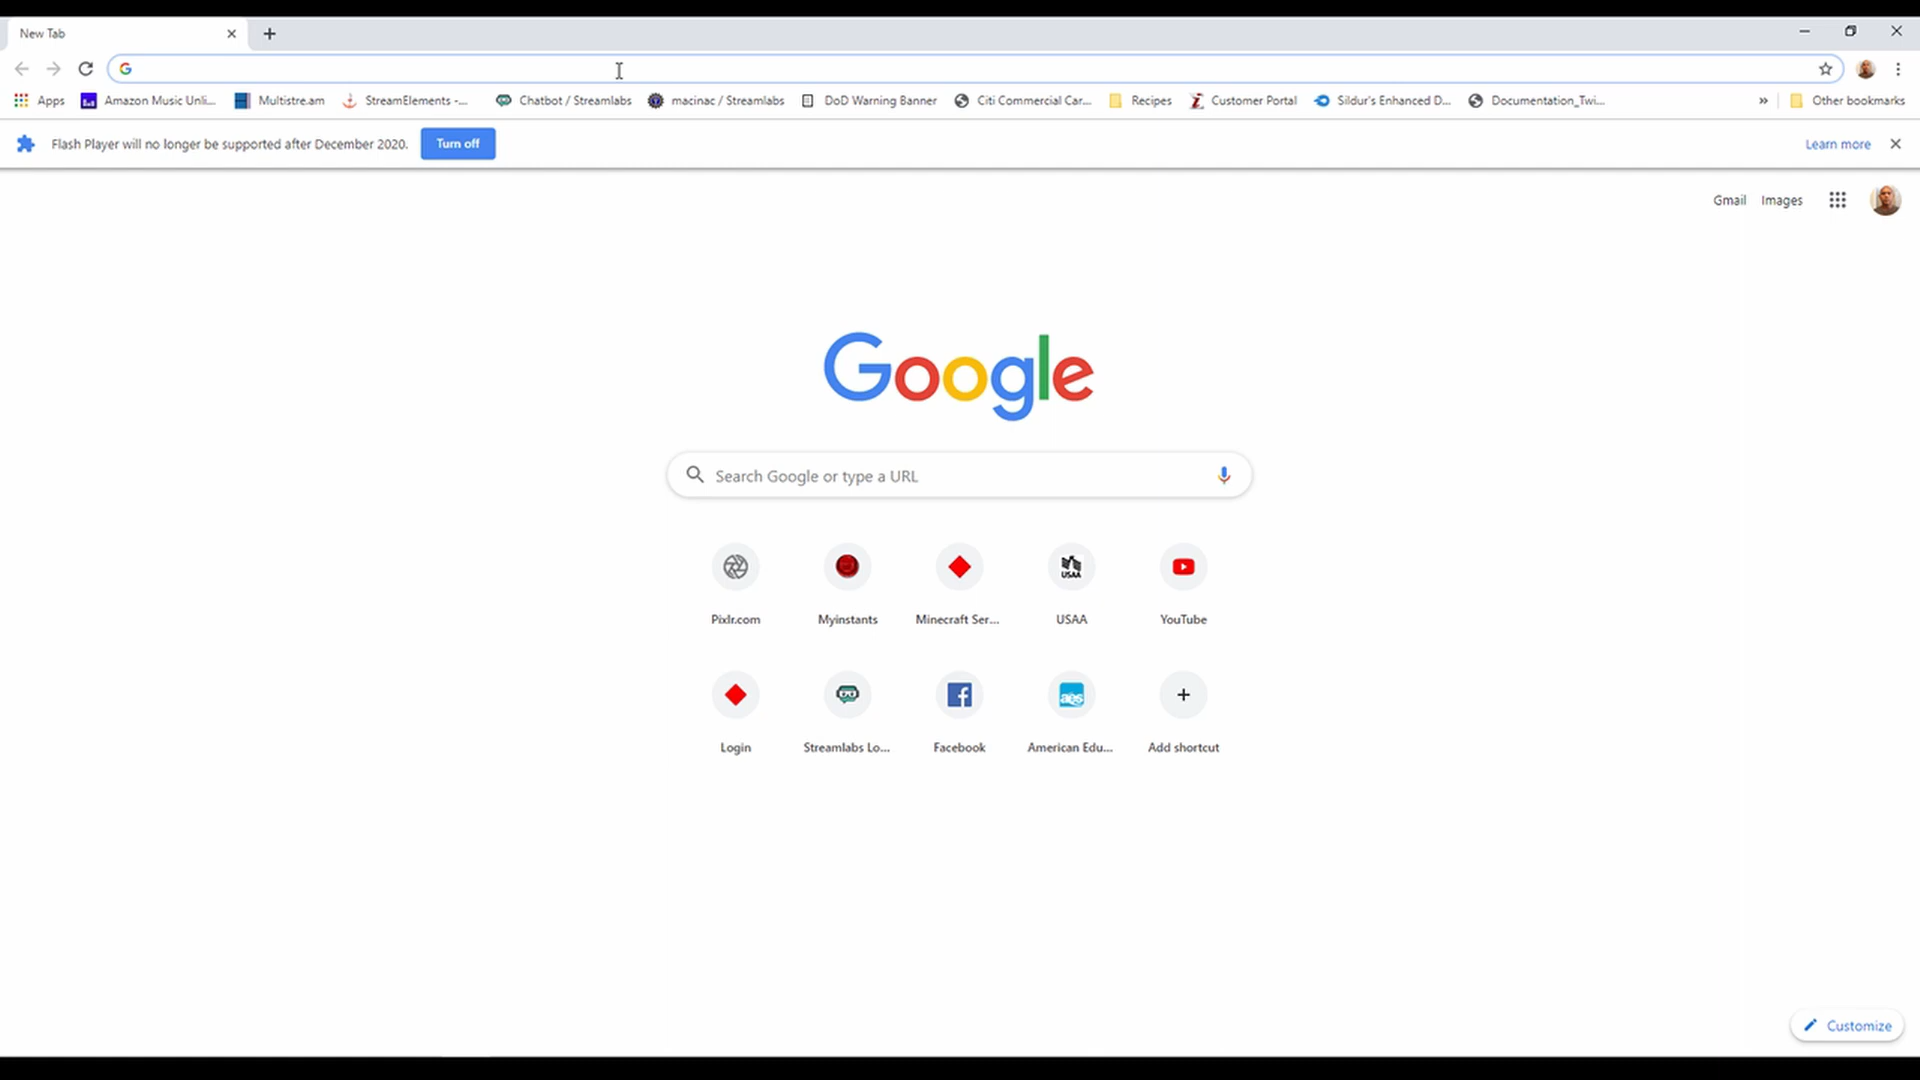 New Tab
Apps Amazon Music Unli... Multistre.am StreamElements -... Chatbot / Streamlabs macinac / Streamlabs DoD Warning Banner Citi Commercial Car... Recipes Customer Portal Sildur's Enhanced D... Documentation_Twi... » Other bookmarks
Flash Player will no longer be supported after December 2020. Turn off Learn more
Gmail Images
Google
Search Google or type a URL
Pixlr.com Myinstants Minecraft Ser... USAA YouTube
Login Streamlabs Lo... Facebook American Edu... Add shortcut
Customize